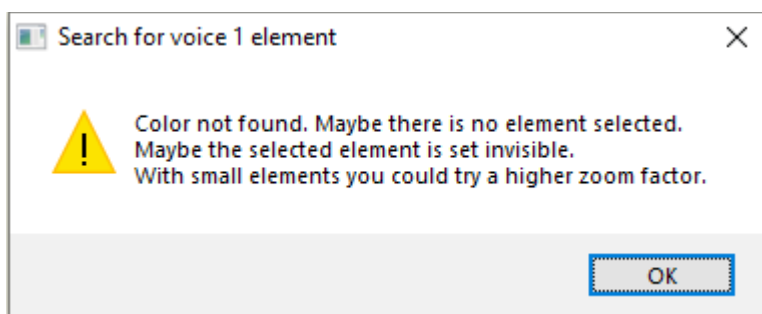 Search for voice 1 element
Color not found. Maybe there is no element selected.
Maybe the selected element is set invisible.
With small elements you could try a higher zoom factor.
OK